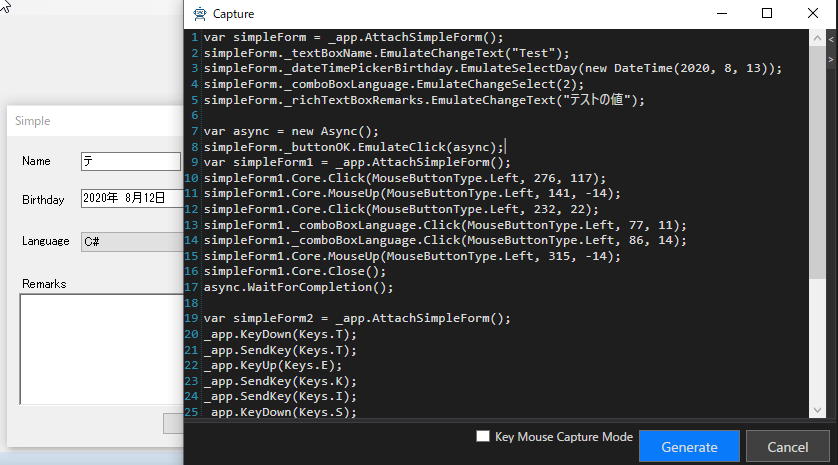 Capture
Simple
Name
テ
Birthday
2020年 8月12日
Language
C#
Remarks
1 var simpleForm = _app.AttachSimpleForm();
2 simpleForm._textBoxName.EmulateChangeText("Test");
3 simpleForm._dateTimePickerBirthday.EmulateSelectDay(new DateTime(2020, 8, 13));
4 simpleForm._comboBoxLanguage.EmulateChangeSelect(2);
5 simpleForm._richTextBoxRemarks.EmulateChangeText("テストの値");
6
7 var async = new Async();
8 simpleForm._buttonOK.EmulateClick(async);
9 var simpleForm1 = _app.AttachSimpleForm();
10 simpleForm1.Core.Click(MouseButtonType.Left, 276, 117);
11 simpleForm1.Core.MouseUp(MouseButtonType.Left, 141, -14);
12 simpleForm1.Core.Click(MouseButtonType.Left, 232, 22);
13 simpleForm1._comboBoxLanguage.Click(MouseButtonType.Left, 77, 11);
14 simpleForm1._comboBoxLanguage.Click(MouseButtonType.Left, 86, 14);
15 simpleForm1.Core.MouseUp(MouseButtonType.Left, 315, -14);
16 simpleForm1.Core.Close();
17 async.WaitForCompletion();
18
19 var simpleForm2 = _app.AttachSimpleForm();
20 _app.KeyDown(Keys.T);
21 _app.SendKey(Keys.T);
22 _app.KeyUp(Keys.E);
23 _app.SendKey(Keys.K);
24 _app.SendKey(Keys.I);
25 _app.KeyDown(Keys.S);
<
>
Key Mouse Capture Mode
Generate
Cancel